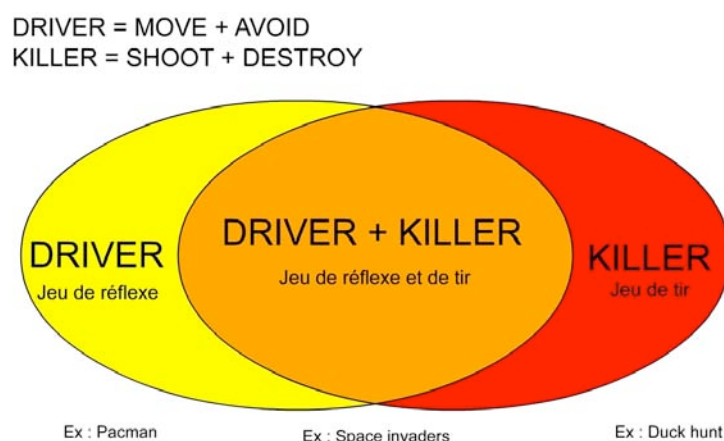 DRIVER = MOVE + AVOID
KILLER = SHOOT + DESTROY
DRIVER
Jeu de réflexe
DRIVER + KILLER
Jeu de réflexe et de tir
KILLER
Jeu de tir
Ex : Pacman
Ex : Space invaders
Ex : Duck hunt